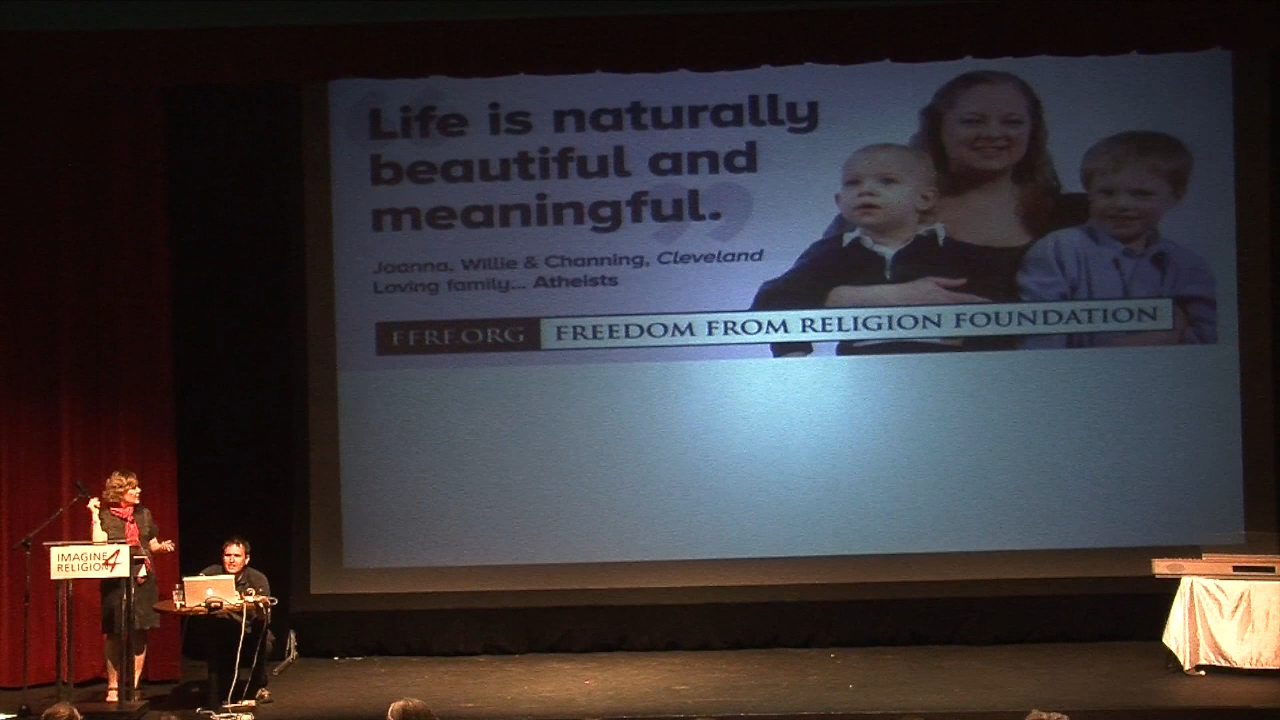 Life is naturally
beautiful and
meaningful.
Joanna, Willie & Channing, Cleveland
Loving family... Atheists
FFRF.ORG FREEDOM FROM RELIGION FOUNDATION
IMAGINE
RELIGION 4